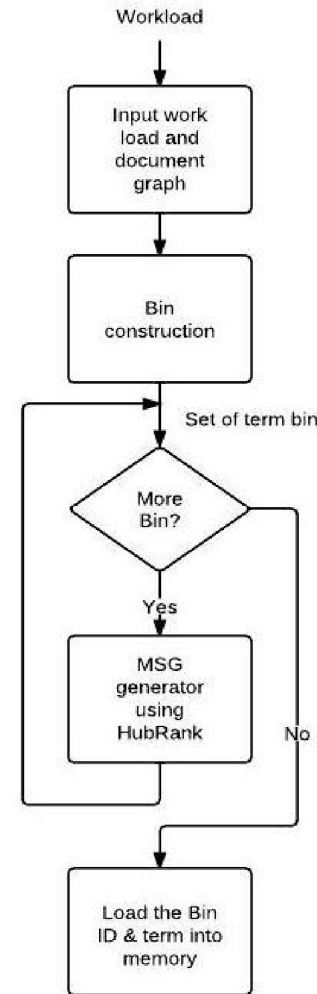 Workload
Input work
load and
document
graph
Bin
construction
Set of term bin
More
Bin?
Yes
MSG
generator
using
HubRank
No
Load the Bin
ID & term into
memory